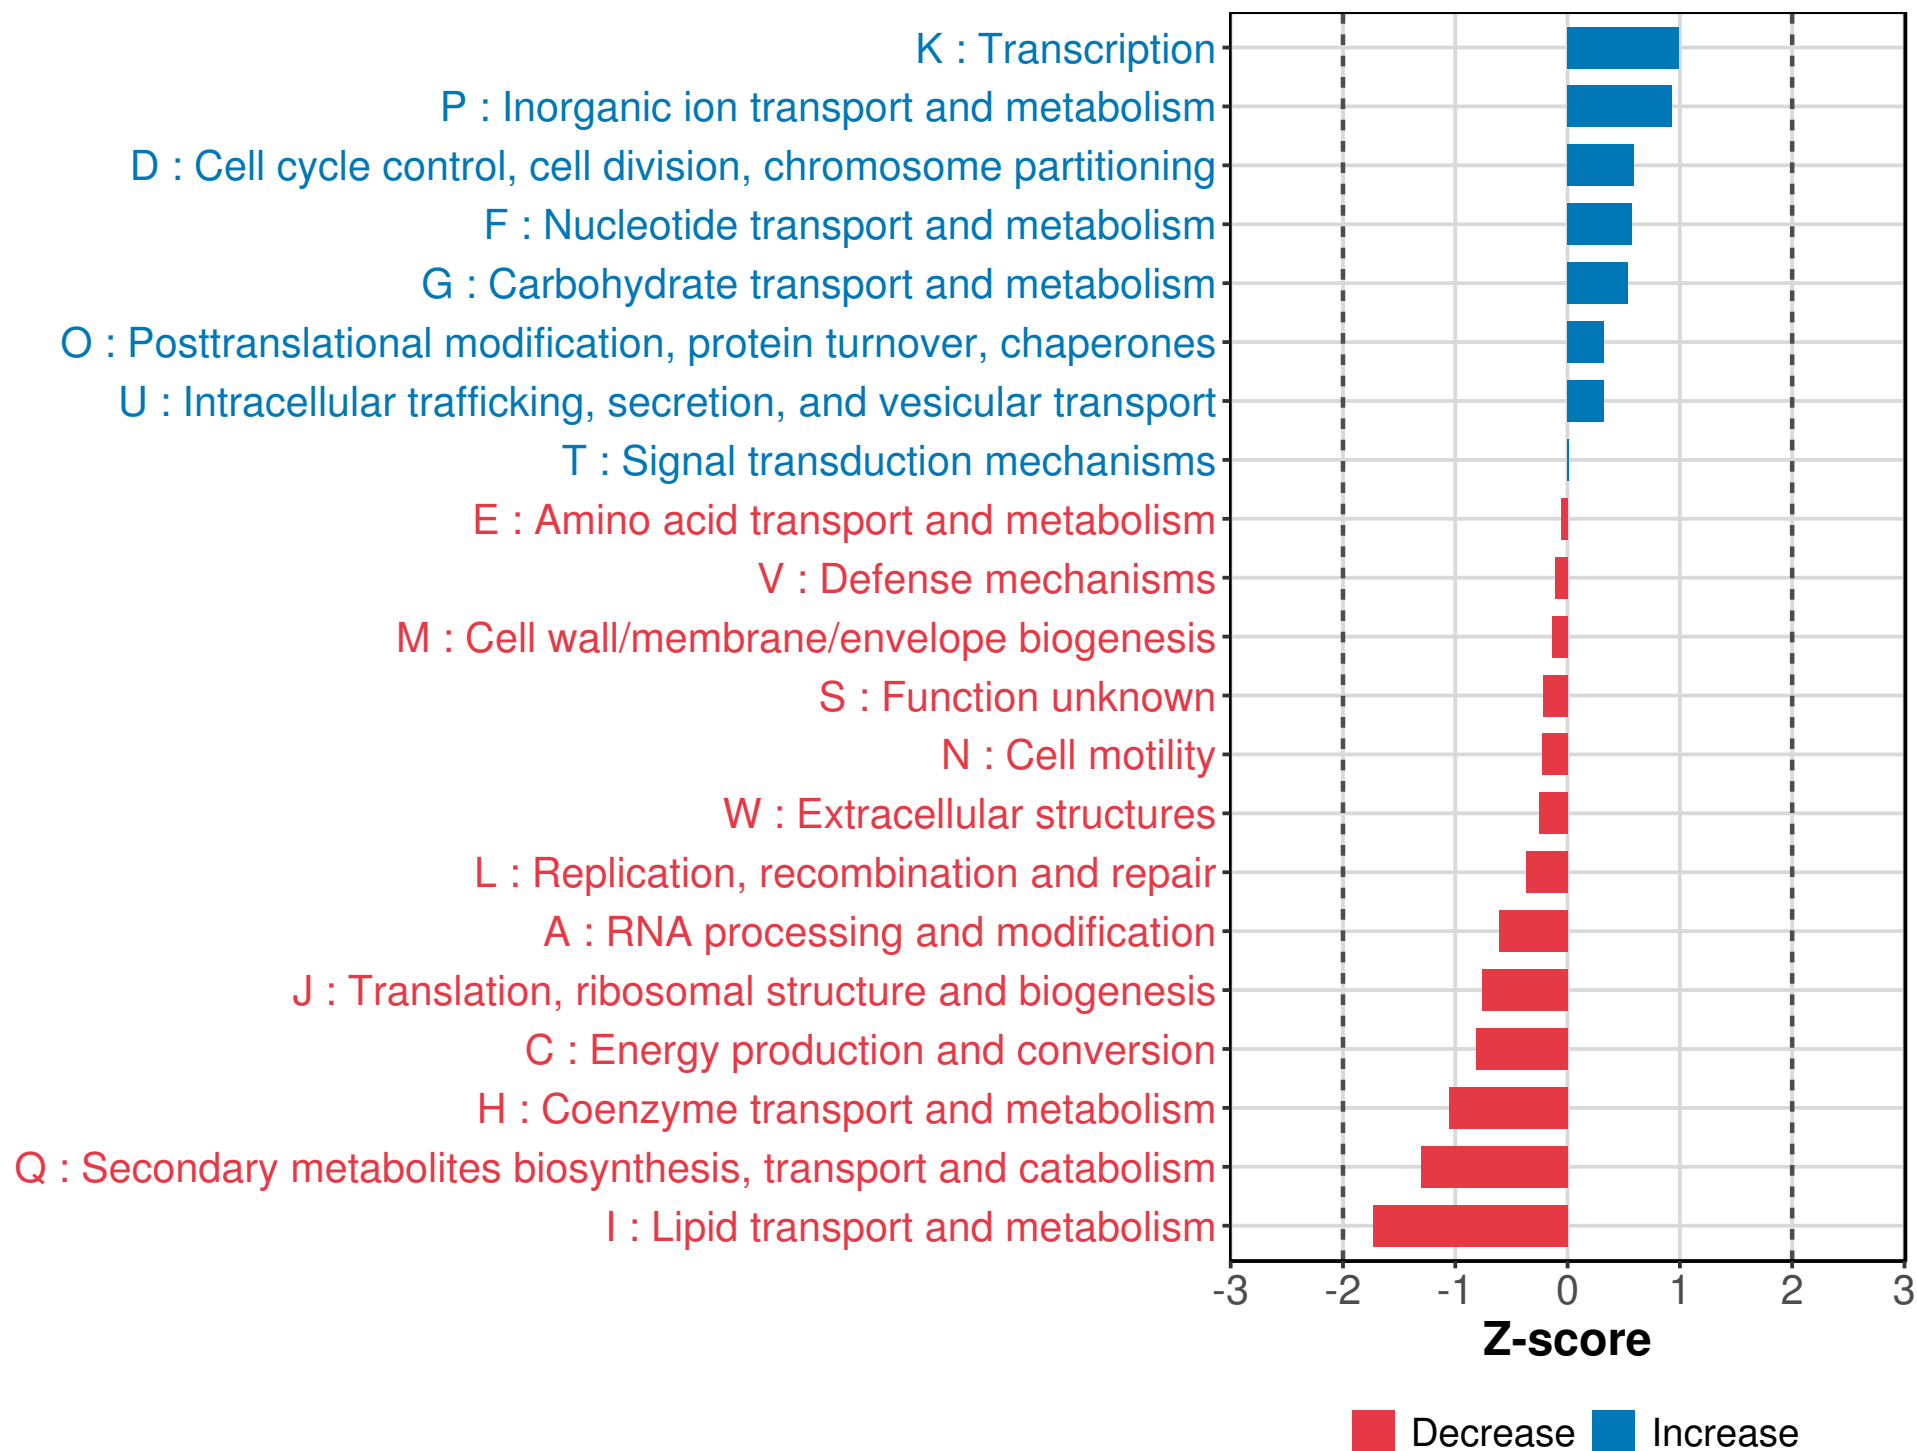 K : Transcription
P : Inorganic ion transport and metabolism
D : Cell cycle control, cell division, chromosome partitioning
F : Nucleotide transport and metabolism
G : Carbohydrate transport and metabolism
O : Posttranslational modification, protein turnover, chaperones
U : Intracellular trafficking, secretion, and vesicular transport
T : Signal transduction mechanisms
E : Amino acid transport and metabolism
V : Defense mechanisms
M : Cell wall/membrane/envelope biogenesis
S : Function unknown
N : Cell motility
W : Extracellular structures
L : Replication, recombination and repair
A : RNA processing and modification
J : Translation, ribosomal structure and biogenesis
C : Energy production and conversion
H : Coenzyme transport and metabolism
Q : Secondary metabolites biosynthesis, transport and catabolism
I : Lipid transport and metabolism
-3 -2 -1 0 1 2 3
Z-score
Decrease Increase